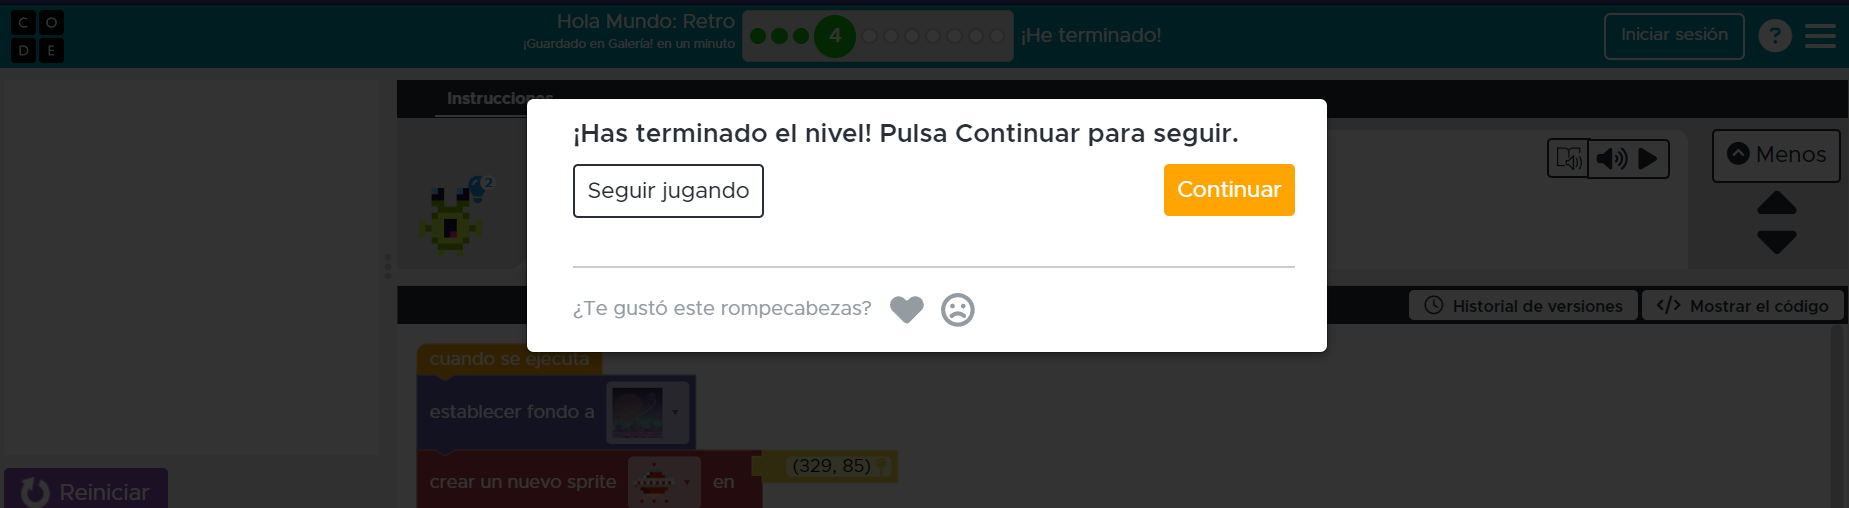 C O
D E
Hola Mundo: Retro
¡Guardado en Galería! en un minuto
4
¡He terminado!
Iniciar sesión
?
Instrucciones
¡Has terminado el nivel! Pulsa Continuar para seguir.
Seguir jugando
Continuar
Menos
2
¿Te gustó este rompecabezas?
Historial de versiones
</> Mostrar el código
cuando se ejecuta
establecer fondo a
crear un nuevo sprite
en
(329, 85)
Reiniciar